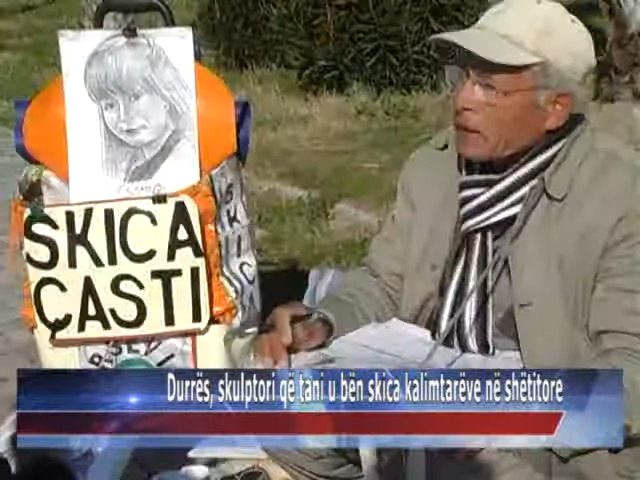 SKICA
ÇASTI
Durrës, skulptori që tani u bën skica kalimtarëve në shëtitore